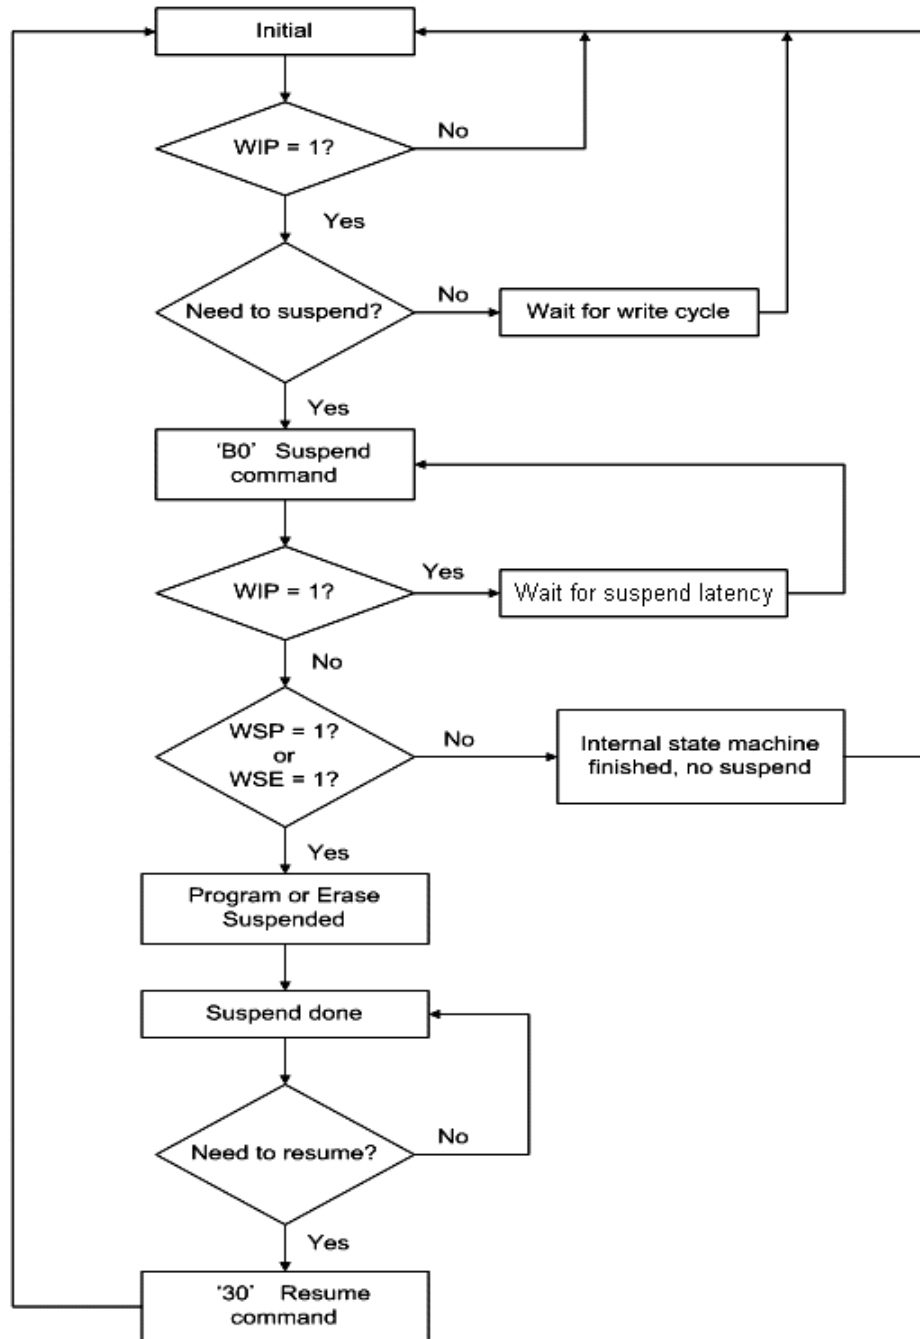 Initial
WIP = 1?
No
Yes
Need to suspend?
No
Wait for write cycle
Yes
‘B0’ Suspend
command
WIP = 1?
Yes
Wait for suspend latency
No
WSP = 1?
or
WSE = 1?
No
Internal state machine
finished, no suspend
Yes
Program or Erase
Suspended
Suspend done
Need to resume?
No
Yes
‘30’ Resume
command